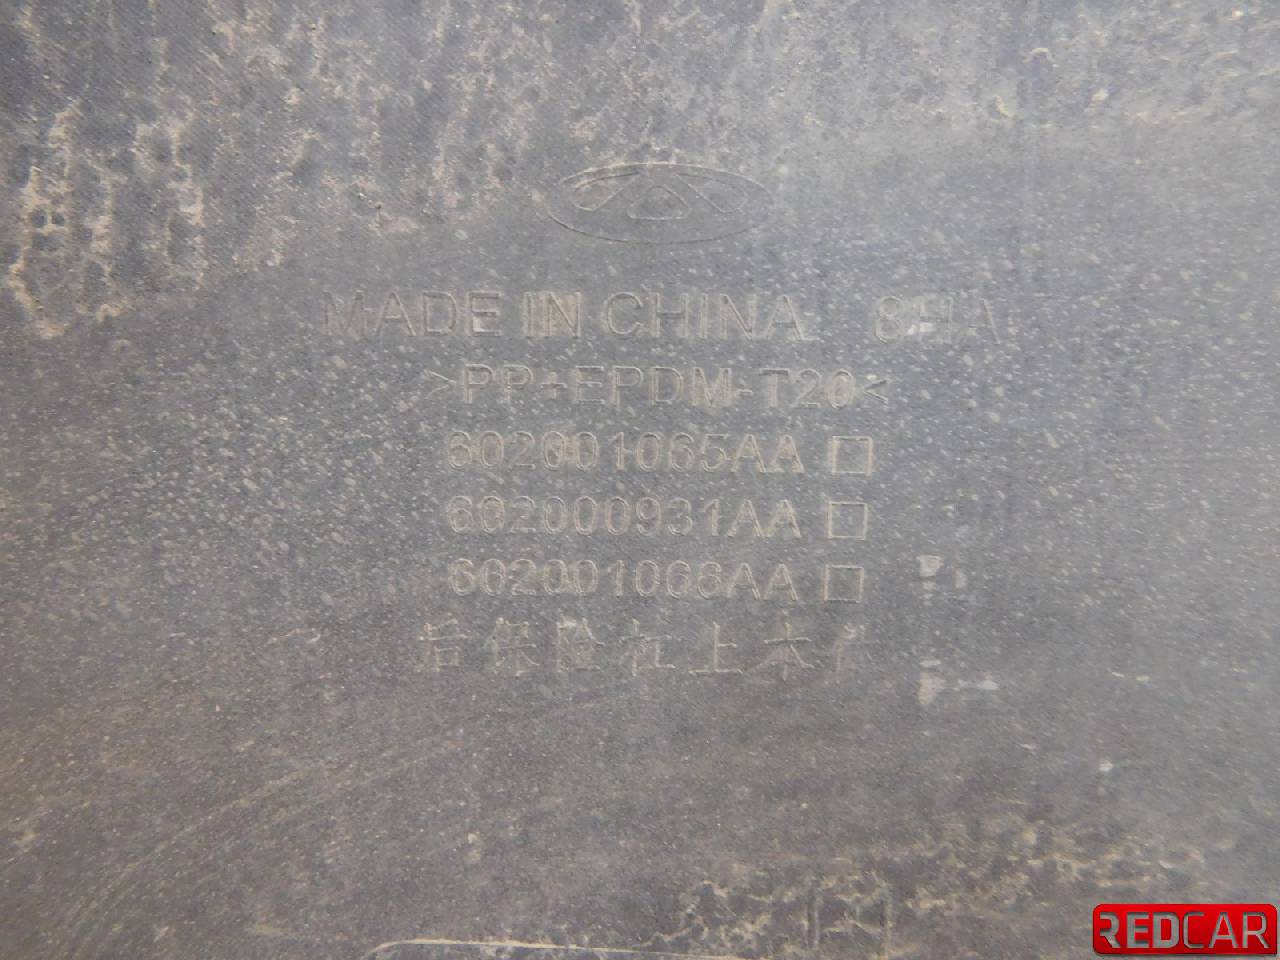 MADE IN CHINA 8HA
>PP+EPDM-T20<
602001065AA
602000931AA
602001066AA
后保险杠上本体
REDCAR